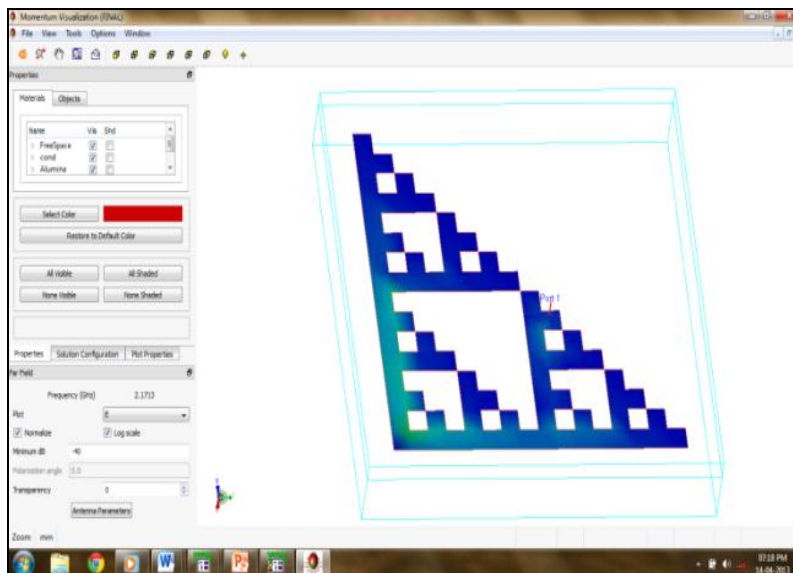 Momentum Visualization (FINAL)
File View Tools Options Window
Properties
Materials Objects
Name Vis Shd
FreeSpace
cond
Alumina
Select Color
Restore to Default Color
All Visible All Shaded
None Visible None Shaded
Properties Solution Configuration Plot Properties
Far Field
Frequency (GHz) 2.1713
Plot E
Normalize Log scale
Minimum dB -40
Polarization angle 0.0
Transparency 0
Antenna Parameters
Port 1
Zoom mm
07:18 PM
14-04-2013